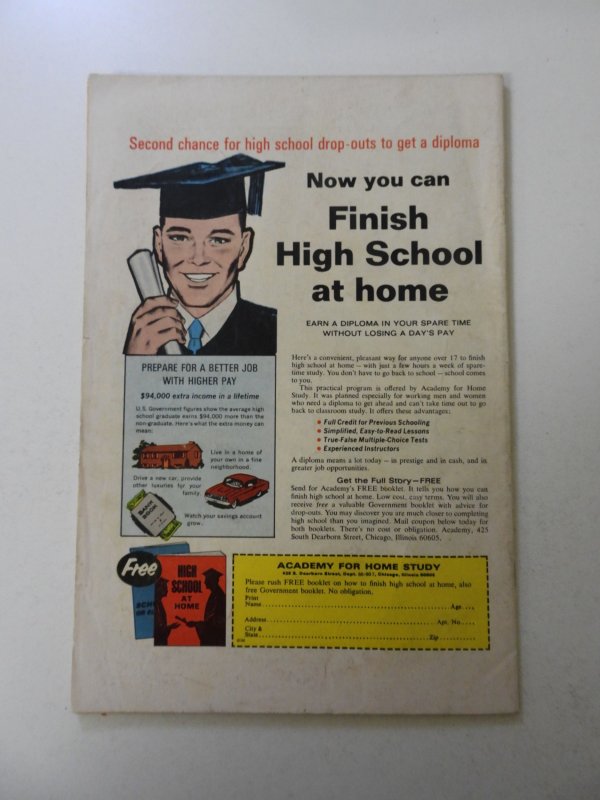 Second chance for high school drop-outs to get a diploma
Now you can
Finish
High School
at home
EARN A DIPLOMA IN YOUR SPARE TIME
WITHOUT LOSING A DAY'S PAY
PREPARE FOR A BETTER JOB
WITH HIGHER PAY
$94,000 extra income in a lifetime
U.S. Government figures show the average high
school graduate earns $94,000 more than the
non-graduate. Here's what the extra money can
mean:
Live in a home of
your own in a fine
neighborhood.
Drive a new car, provide
other luxuries for your
family.
BANK
BOOK
Watch your savings account
grow.
Here's a convenient, pleasant way for anyone over 17 to finish
high school at home — with just a few hours a week of spare-
time study. You don't have to go back to school — school comes
to you.
This practical program is offered by Academy for Home
Study. It was planned especially for working men and women
who need a diploma to get ahead and can't take time out to go
back to classroom study. It offers these advantages:
• Full Credit for Previous Schooling
• Simplified, Easy-to-Read Lessons
• True-False Multiple-Choice Tests
• Experienced Instructors
A diploma means a lot today — in prestige and in cash, and in
greater job opportunities.
Get the Full Story—FREE
Send for Academy's FREE booklet. It tells you how you can
finish high school at home. Low cost, easy terms. You will also
receive free a valuable Government booklet with advice for
drop-outs. You may discover you are much closer to completing
high school than you imagined. Mail coupon below today for
both booklets. There's no cost or obligation. Academy, 425
South Dearborn Street, Chicago, Illinois 60605.
Free
HIGH
SCHOOL
AT
HOME
ACADEMY FOR HOME STUDY
425 S. Dearborn Street, Dept. Chicago, Illinois 60605
Please rush FREE booklet on how to finish high school at home, also
free Government booklet. No obligation.
Print
Name Age
Address Apt. No.
City &
State Zip